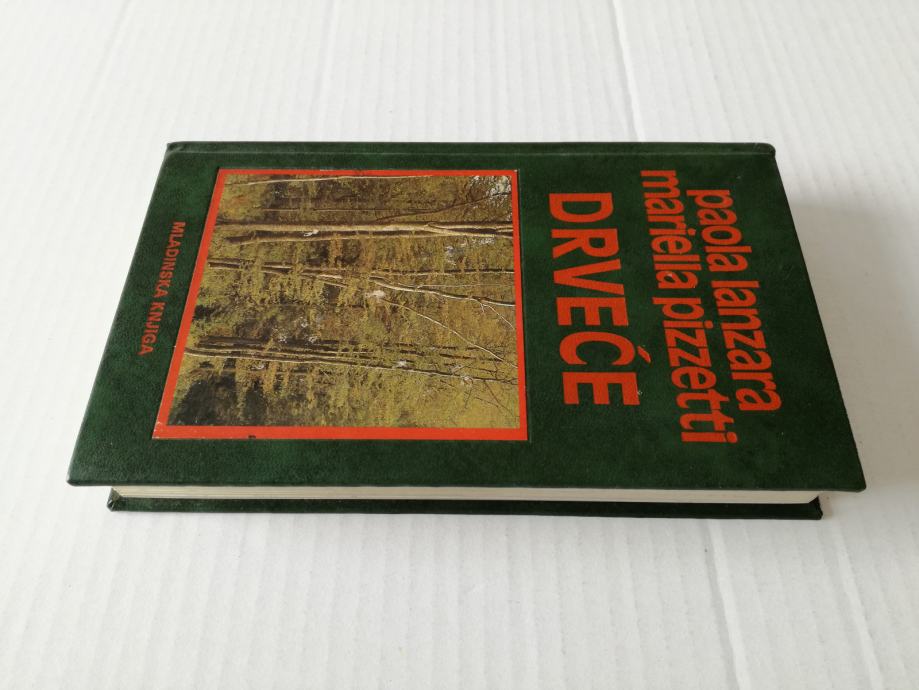 paola lanzara
mariella pizzetti
DRVEĆE
MLADINSKA KNJIGA